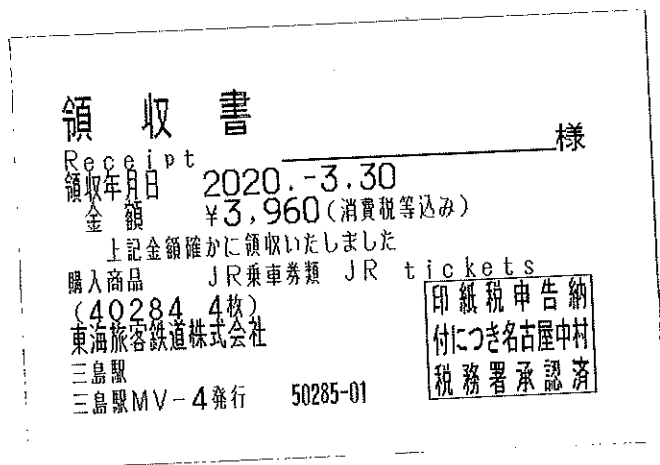 領収書
様
Receipt
領収年月日 2020.-3.30
金額 ¥3,960(消費税等込み)
上記金額確かに領収いたしました
購入商品 JR乗車券類 JR tickets
(40284 4枚)
東海旅客鉄道株式会社
三島駅
三島駅MV-4発行 50285-01
印紙税申告納
付につき名古屋中村
税務署承認済